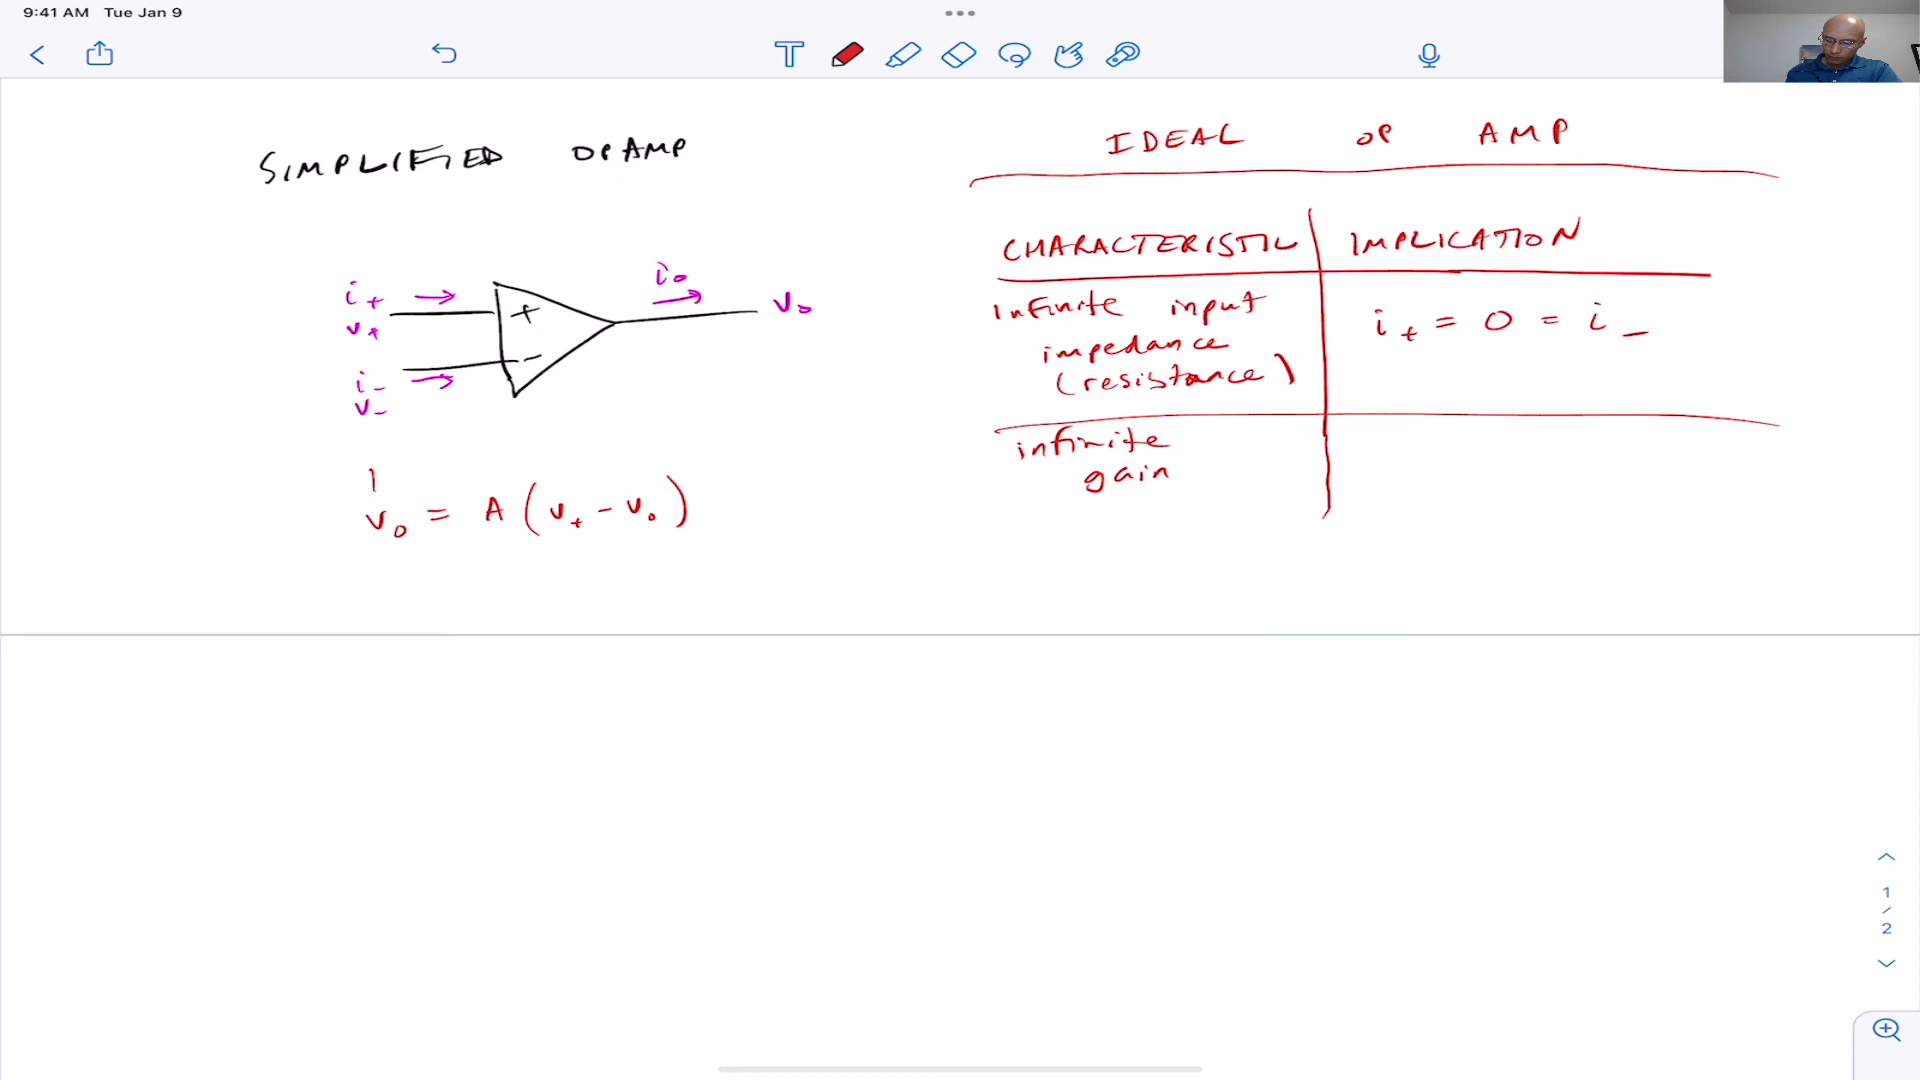 9:41 AM Tue Jan 9
SIMPLIFIED OPAMP
i+
v+
i-
v-
+
-
io
vo
1
vo = A (v+ - vo)
IDEAL OP AMP
CHARACTERISTIC IMPLICATION
Infinite input
impedance
(resistance)
i+ = 0 = i-
infinite
gain
1
/
2